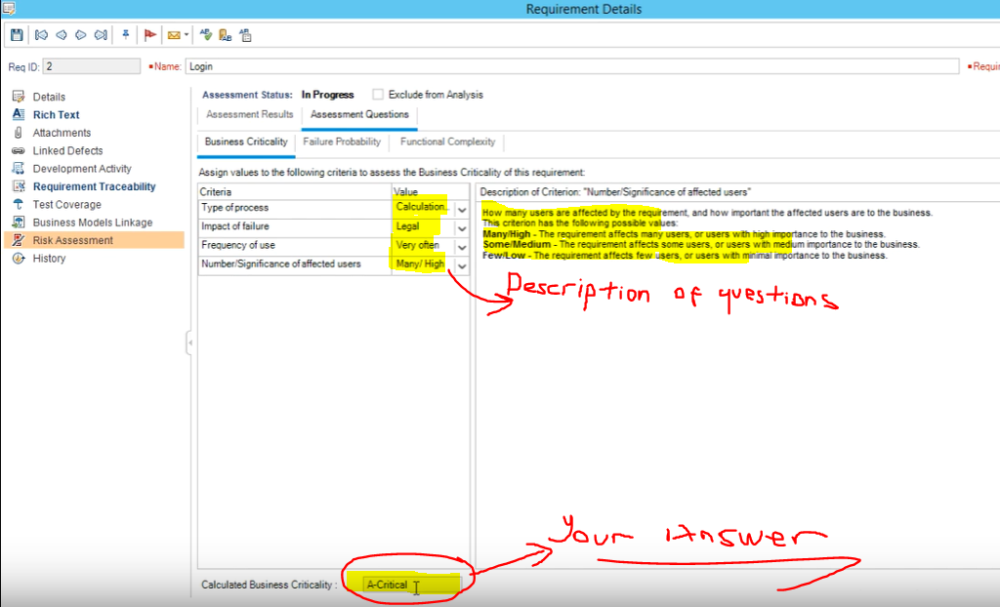 Requirement Details
Req ID: 2 Name: Login Requir
Details
Rich Text
Attachments
Linked Defects
Development Activity
Requirement Traceability
Test Coverage
Business Models Linkage
Risk Assessment
History
Assessment Status: In Progress Exclude from Analysis
Assessment Results Assessment Questions
Business Criticality Failure Probability Functional Complexity
Assign values to the following criteria to assess the Business Criticality of this requirement:
Criteria Value
Type of process Calculation..
Impact of failure Legal
Frequency of use Very often
Number/Significance of affected users Many/ High
Description of Criterion: "Number/Significance of affected users"
How many users are affected by the requirement, and how important the affected users are to the business.
This criterion has the following possible values:
Many/High - The requirement affects many users, or users with high importance to the business.
Some/Medium - The requirement affects some users, or users with medium importance to the business.
Few/Low - The requirement affects few users, or users with minimal importance to the business.
Description of questions
Your Answer
Calculated Business Criticality : A-Critical